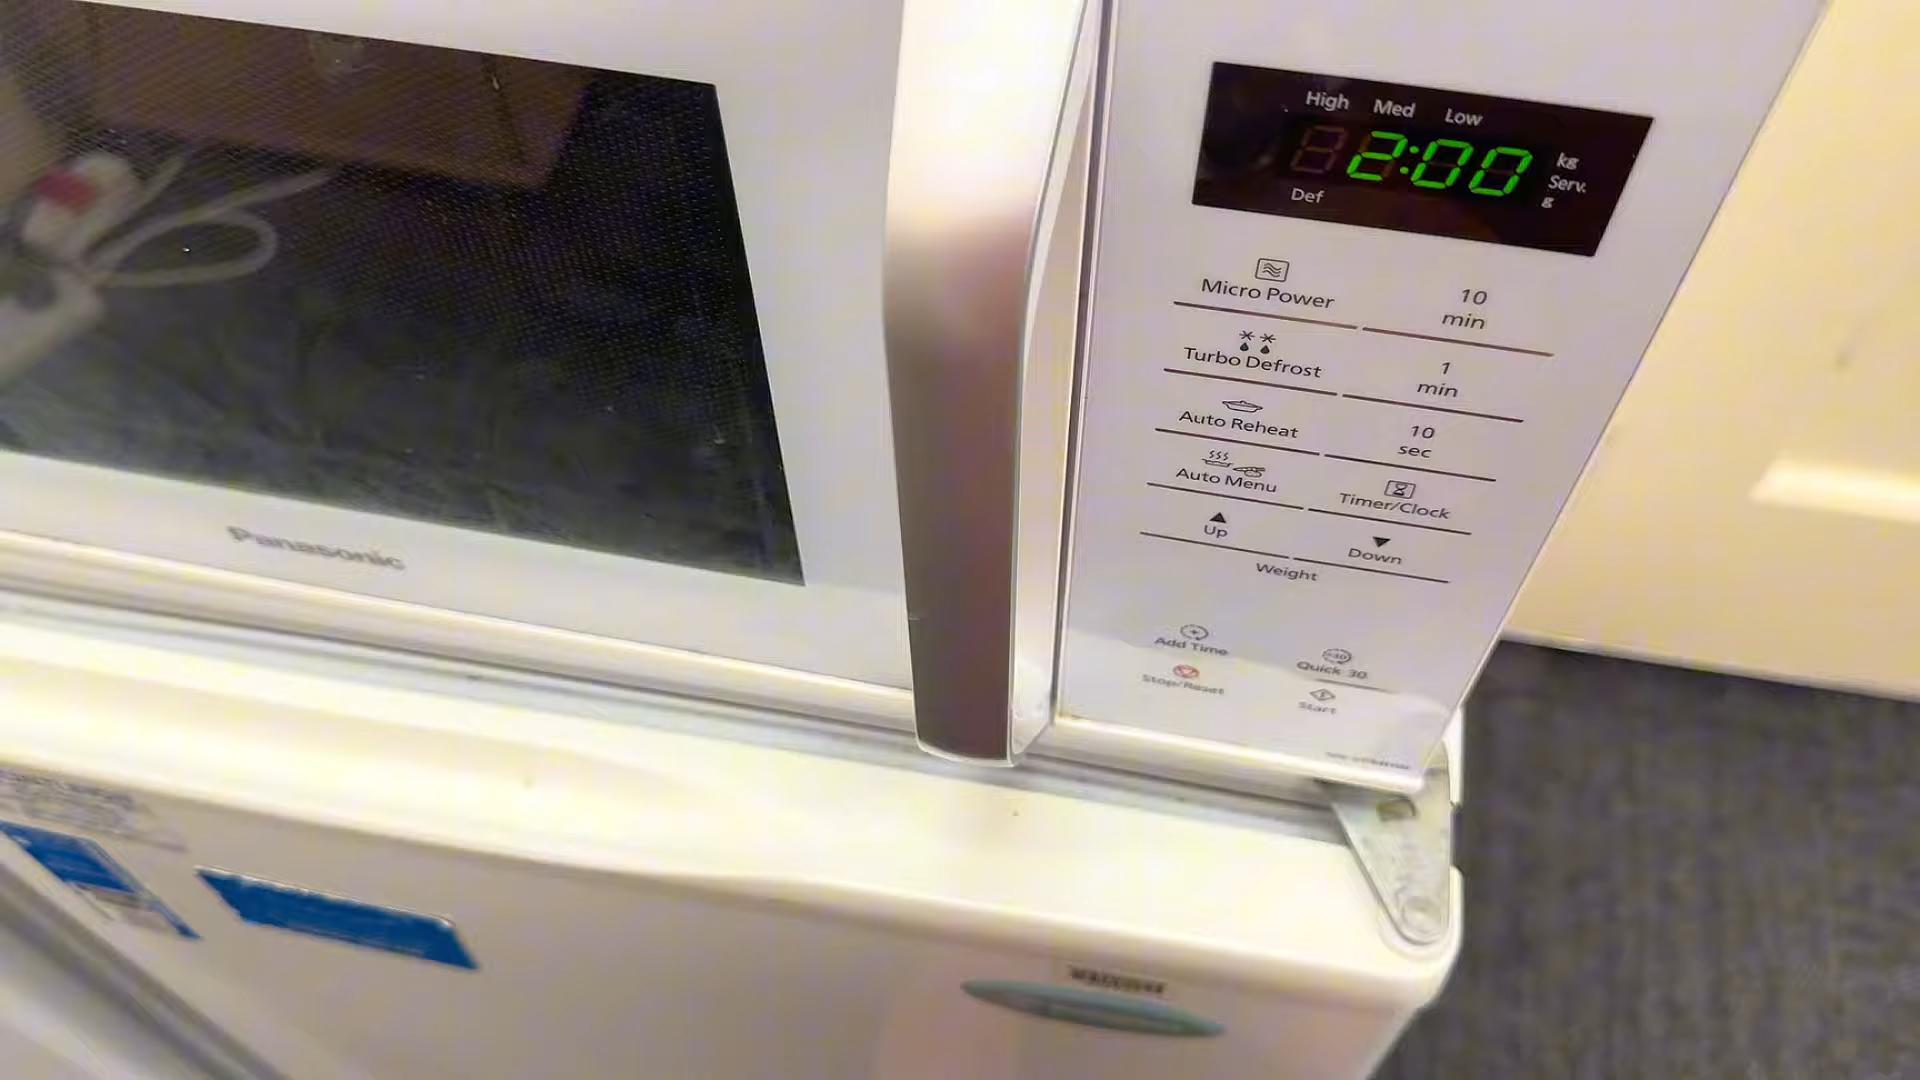 High Med Low
2:00
kg
Serv.
g
Def
Micro Power
10
min
Turbo Defrost
1
min
Auto Reheat
10
sec
Auto Menu
Timer/Clock
Up
Down
Weight
Add Time
Quick 30
Stop/Reset
Start
Panasonic